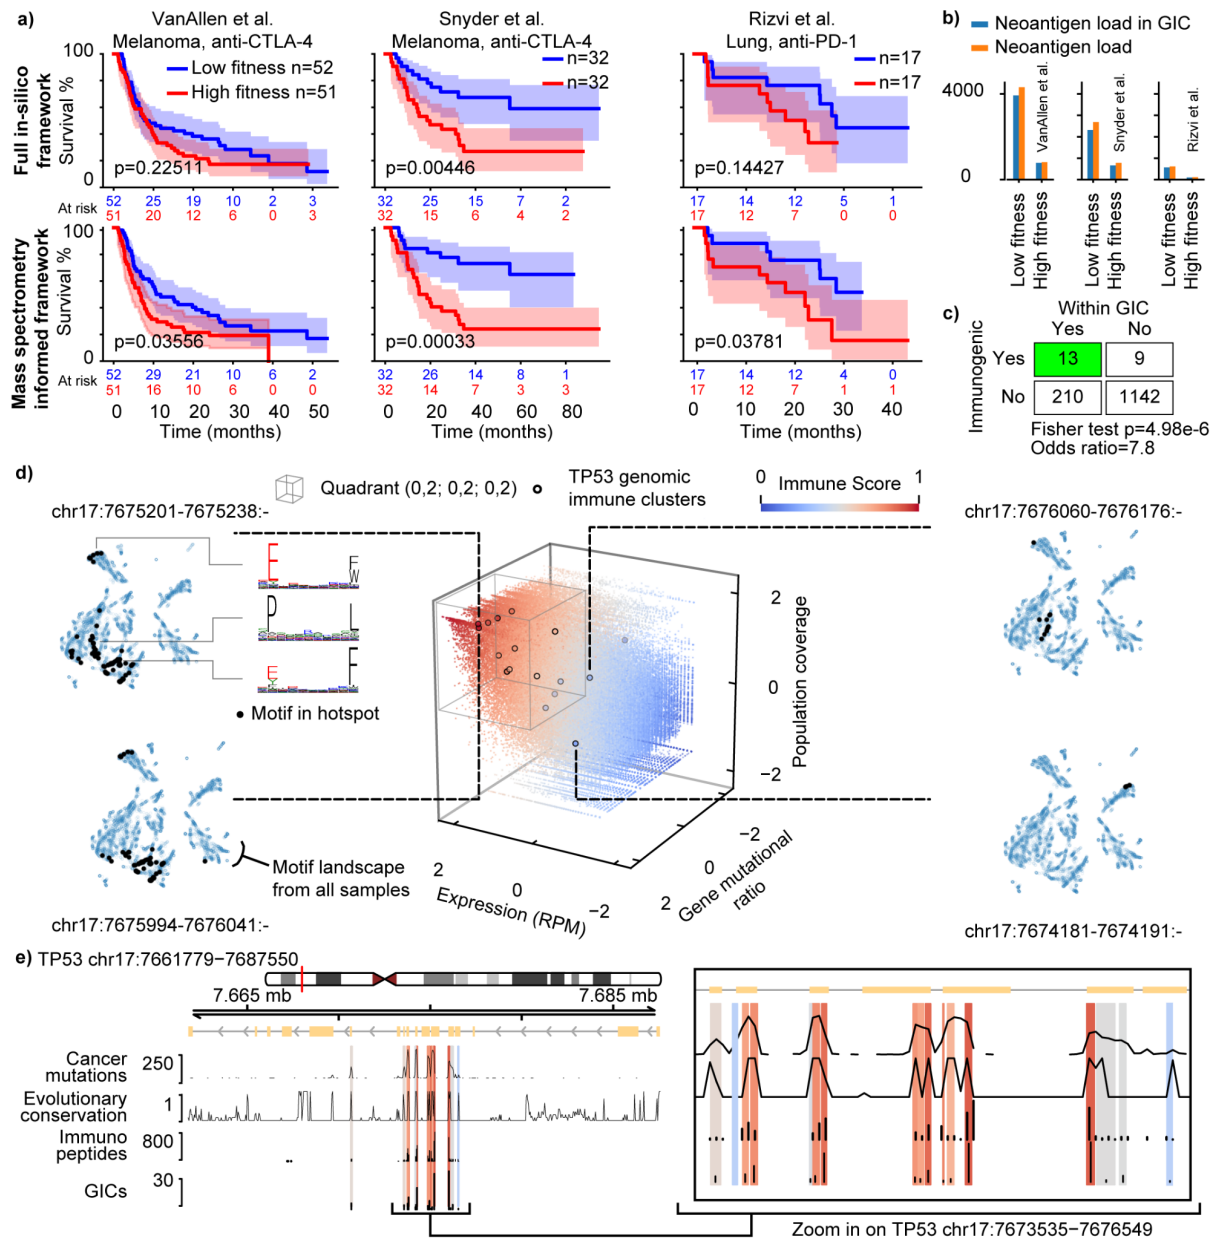 a)
VanAllen et al.
Melanoma, anti-CTLA-4
Snyder et al.
Melanoma, anti-CTLA-4
Rizvi et al.
Lung, anti-PD-1
Full in-silico
framework
Survival %
100
0
Low fitness n=52
High fitness n=51
p=0.22511
n=32
n=32
p=0.00446
n=17
n=17
p=0.14427
At risk
52 25 19 10 2 3
51 20 12 6 0 3
32 25 15 7 2
32 15 6 4 2
17 14 12 5 1
17 12 7 0 0
Mass spectrometry
informed framework
Survival %
100
0
p=0.03556
p=0.00033
p=0.03781
At risk
52 29 21 10 6 2
51 16 10 6 0 0
32 26 14 8 1
32 14 7 3 3
17 14 12 4 0
17 12 7 1 1
0 10 20 30 40 50
Time (months)
0 20 40 60 80
Time (months)
0 10 20 30 40
Time (months)
b)
Neoantigen load in GIC
Neoantigen load
4000
0
VanAllen et al.
Snyder et al.
Rizvi et al.
Low fitness
High fitness
Low fitness
High fitness
Low fitness
High fitness
c)
Within GIC
Yes No
Immunogenic
Yes 13 9
No 210 1142
Fisher test p=4.98e-6
Odds ratio=7.8
d)
Quadrant (0,2; 0,2; 0,2)
TP53 genomic
immune clusters
0 Immune Score 1
chr17:7675201-7675238:-
chr17:7676060-7676176:-
E
F
W
P
L
E
F
Motif in hotspot
Motif landscape
from all samples
2
0
−2
Population coverage
2
0
−2
Expression (RPM)
−2
0
2
Gene mutational
ratio
chr17:7675994-7676041:-
chr17:7674181-7674191:-
e) TP53 chr17:7661779−7687550
7.665 mb
7.685 mb
Cancer
mutations
250
Evolutionary
conservation
1
Immuno
peptides
800
GICs
30
Zoom in on TP53 chr17:7673535−7676549